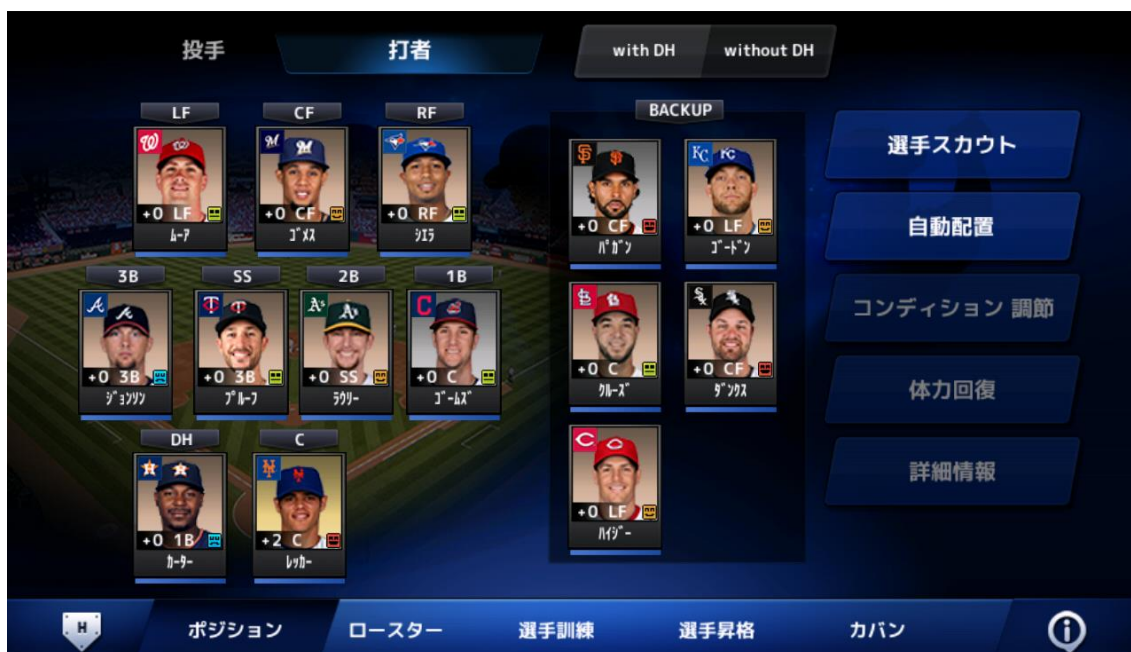 投手
打者
with DH
without DH
LF
CF
RF
+0 LF
+0 CF
+0 RF
ムーア
ゴメス
シエラ
3B
SS
2B
1B
+0 3B
+0 3B
+0 SS
+0 C
ジョンソン
プルーフ
ラウリー
ゴームズ
DH
C
+0 1B
+2 C
カーター
レッカー
BACKUP
+0 CF
+0 LF
パガン
ゴードン
+0 C
+0 CF
クルーズ
ダンクス
+0 LF
ハイジー
選手スカウト
自動配置
コンディション 調節
体力回復
詳細情報
H
ポジション
ロースター
選手訓練
選手昇格
カバン